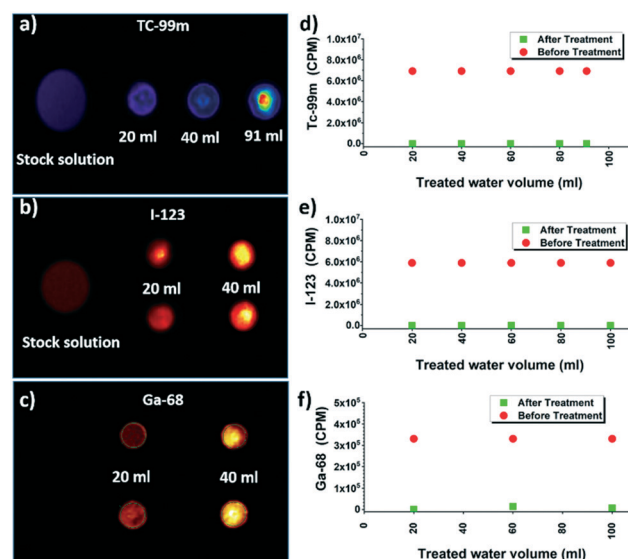 a)
TC-99m
20 ml
40 ml
91 ml
Stock solution
b)
I-123
20 ml
40 ml
Stock solution
c)
Ga-68
20 ml
40 ml
d)
After Treatment
Before Treatment
Tc-99m (CPM)
1.0x10⁷
8.0x10⁶
6.0x10⁶
4.0x10⁶
2.0x10⁶
0.0
0
20
40
60
80
100
Treated water volume (ml)
e)
After Treatment
Before Treatment
I-123 (CPM)
1.0x10⁷
8.0x10⁶
6.0x10⁶
4.0x10⁶
2.0x10⁶
0.0
0
20
40
60
80
100
Treated water volume (ml)
f)
After Treatment
Before Treatment
Ga-68 (CPM)
5x10⁵
4x10⁵
3x10⁵
2x10⁵
1x10⁵
0
0
20
40
60
80
100
Treated water volume (ml)